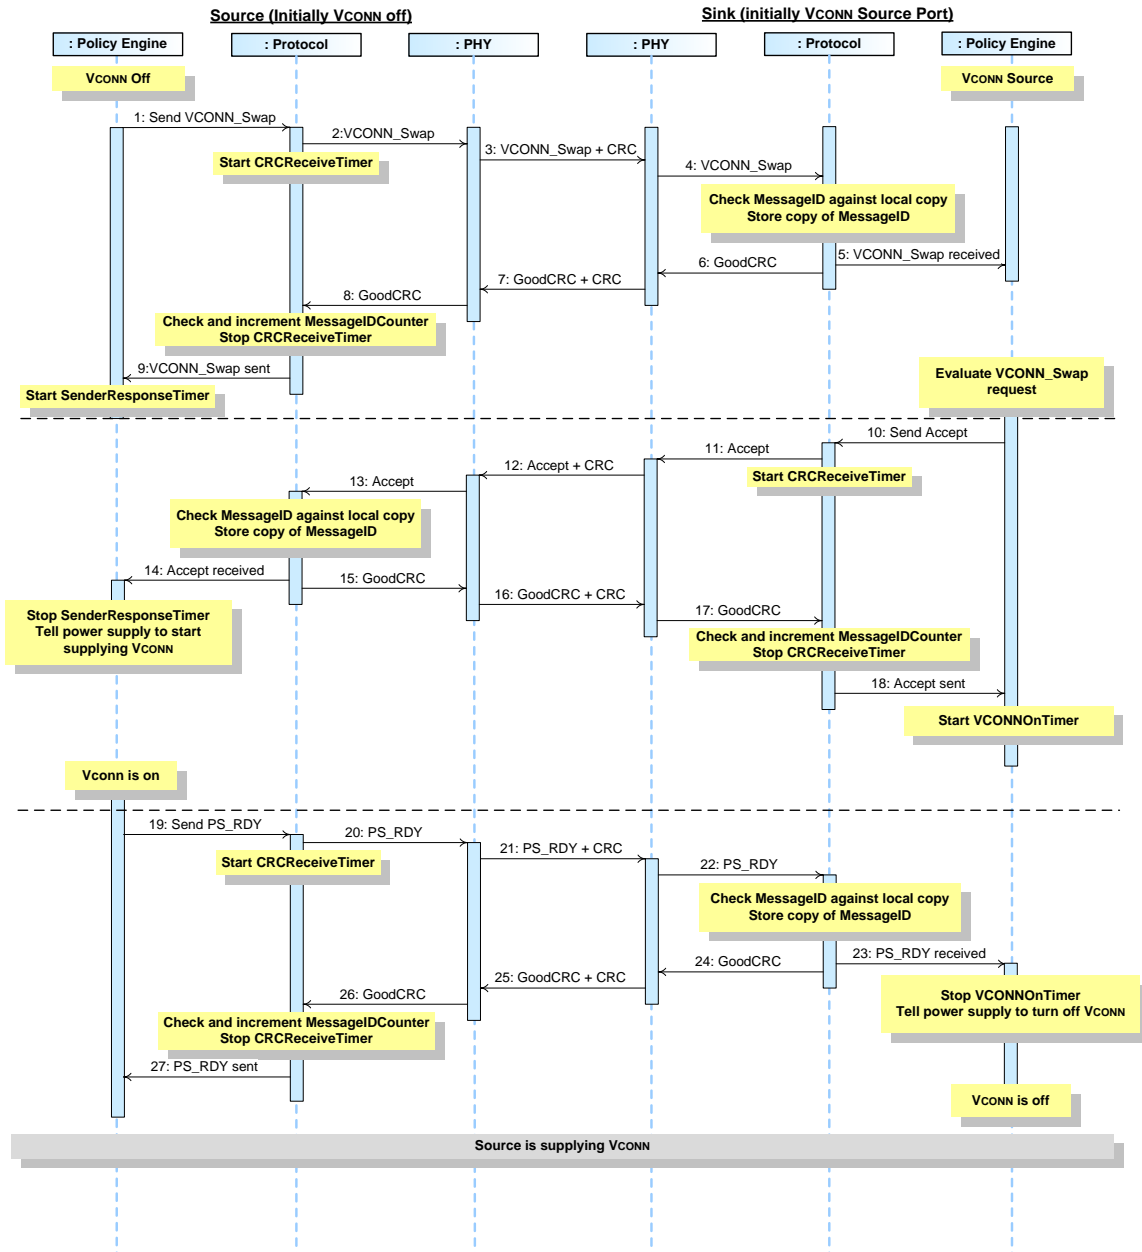 Source (Initially VCONN off)
Sink (initially VCONN Source Port)
: Policy Engine
: Protocol
: PHY
: PHY
: Protocol
: Policy Engine
VCONN Off
VCONN Source
1: Send VCONN_Swap
2:VCONN_Swap
Start CRCReceiveTimer
3: VCONN_Swap + CRC
4: VCONN_Swap
Check MessageID against local copy
Store copy of MessageID
5: VCONN_Swap received
6: GoodCRC
7: GoodCRC + CRC
8: GoodCRC
Check and increment MessageIDCounter
Stop CRCReceiveTimer
9:VCONN_Swap sent
Start SenderResponseTimer
Evaluate VCONN_Swap
request
10: Send Accept
11: Accept
Start CRCReceiveTimer
12: Accept + CRC
13: Accept
Check MessageID against local copy
Store copy of MessageID
14: Accept received
15: GoodCRC
16: GoodCRC + CRC
17: GoodCRC
Stop SenderResponseTimer
Tell power supply to start
supplying VCONN
Check and increment MessageIDCounter
Stop CRCReceiveTimer
18: Accept sent
Start VCONNOnTimer
Vconn is on
19: Send PS_RDY
20: PS_RDY
Start CRCReceiveTimer
21: PS_RDY + CRC
22: PS_RDY
Check MessageID against local copy
Store copy of MessageID
23: PS_RDY received
24: GoodCRC
25: GoodCRC + CRC
26: GoodCRC
Stop VCONNOnTimer
Tell power supply to turn off VCONN
Check and increment MessageIDCounter
Stop CRCReceiveTimer
27: PS_RDY sent
VCONN is off
Source is supplying VCONN